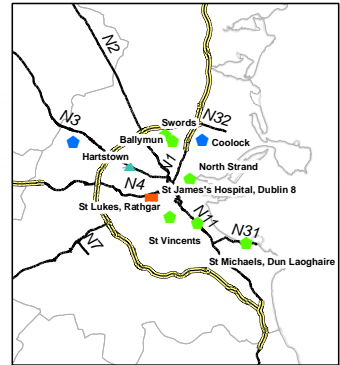 N2
Swords
N32
N3
Ballymun
Coolock
Hartstown
N1
North Strand
N4
St James's Hospital, Dublin 8
St Lukes, Rathgar
N11
N31
N7
St Vincents
St Michaels, Dun Laoghaire